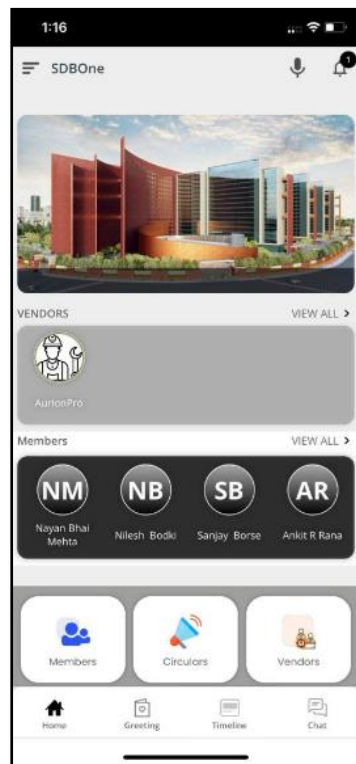 1:16
SDBOne
1
VENDORS VIEW ALL >
AurionPro
Members VIEW ALL >
NM NB SB AR
Nayan Bhai Mehta
Nilesh Bodki
Sanjay Borse
Ankit R Rana
Members Circulars Vendors
Home Greeting Timeline Chat